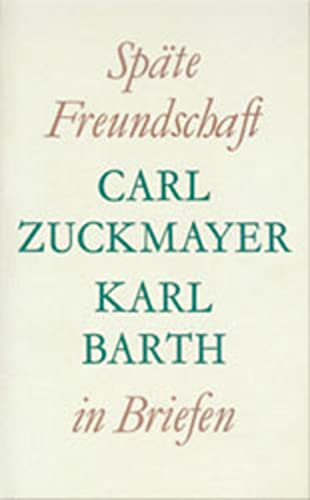 Späte
Freundschaft
CARL
ZUCKMAYER
KARL
BARTH
in Briefen